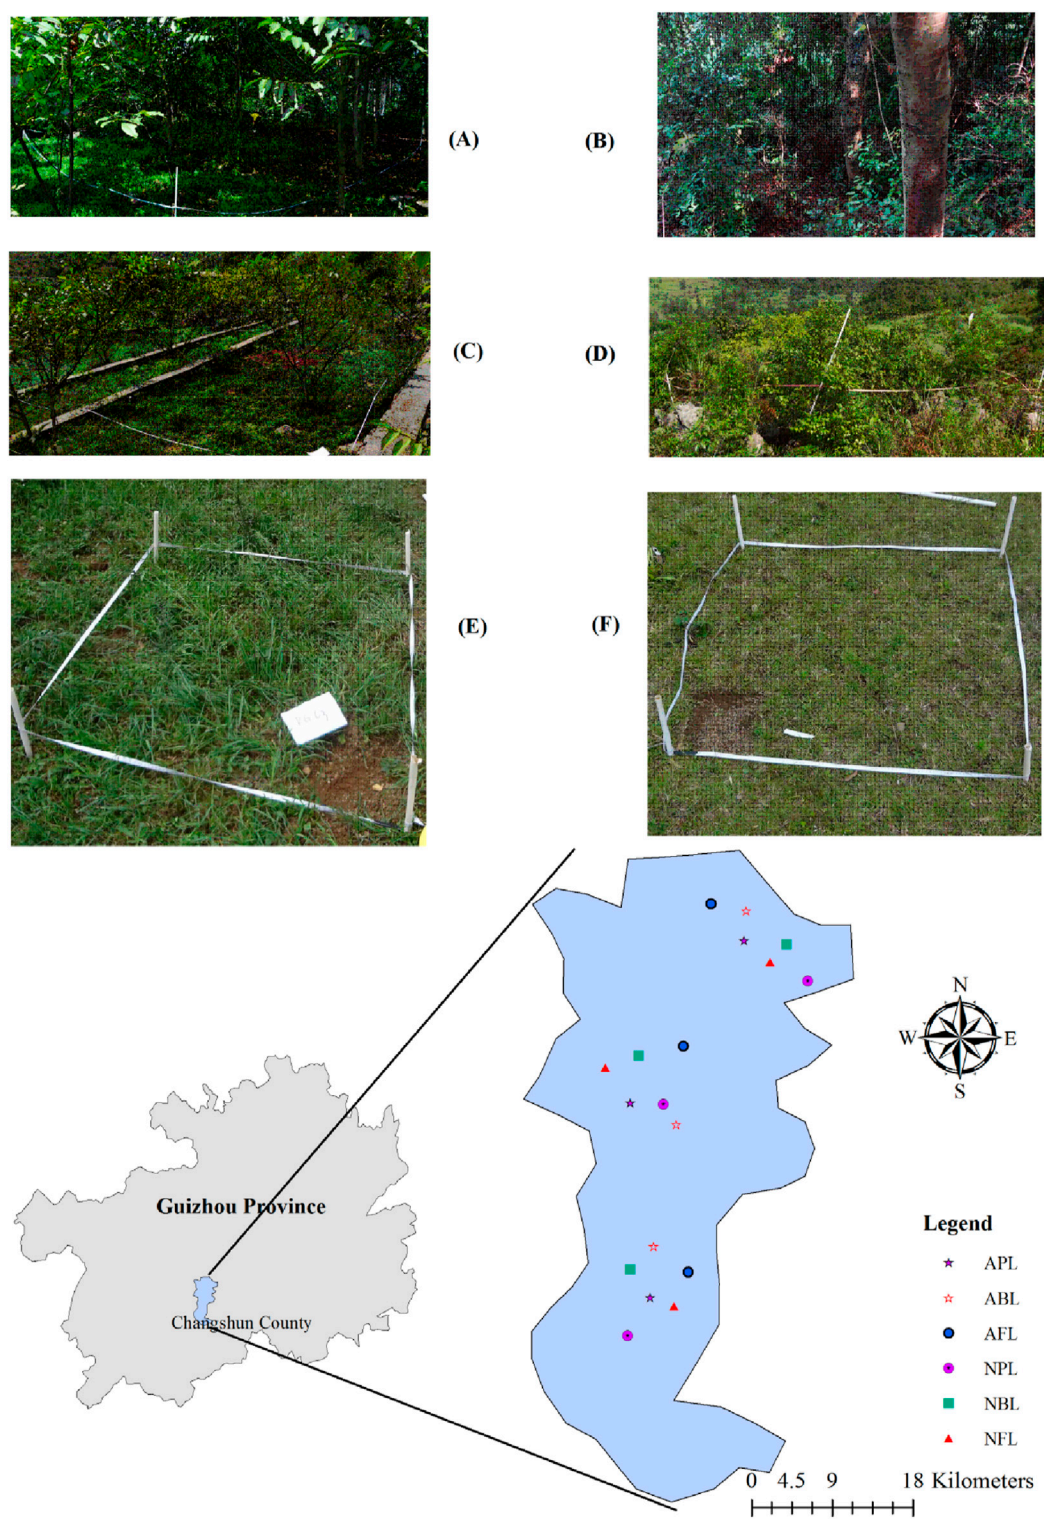 (A)
(B)
(C)
(D)
(E)
(F)
N
W
E
S
Guizhou Province
Changshun County
Legend
APL
ABL
AFL
NPL
NBL
NFL
0 4.5 9 18 Kilometers